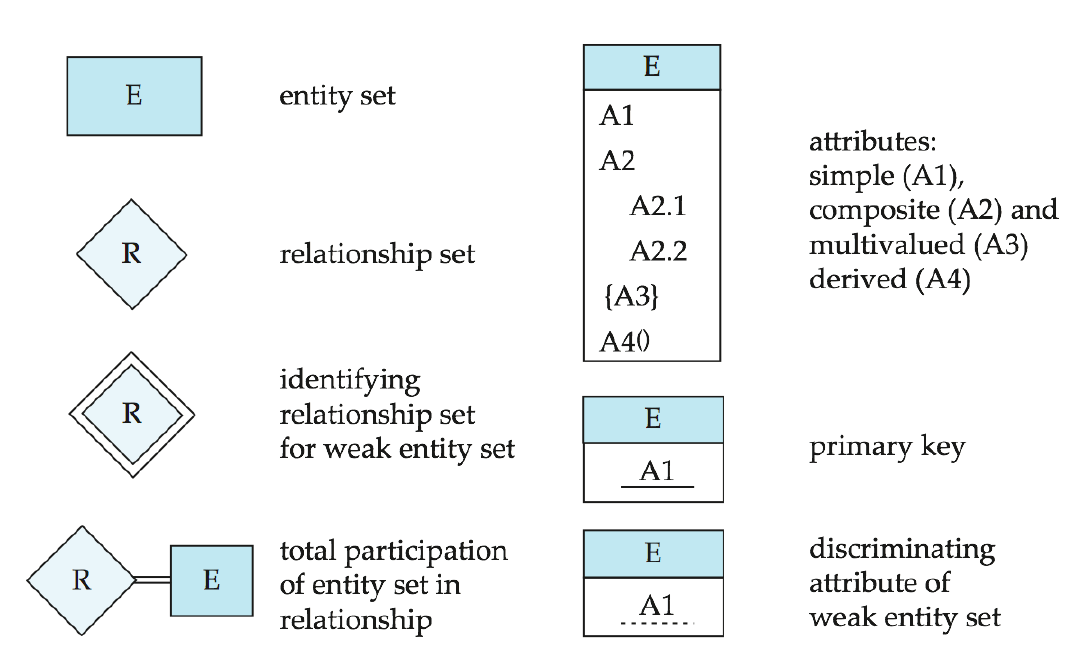 E
entity set
R
relationship set
R
identifying
relationship set
for weak entity set
R
E
total participation
of entity set in
relationship
E
A1
A2
A2.1
A2.2
{A3}
A4()
attributes:
simple (A1),
composite (A2) and
multivalued (A3)
derived (A4)
E
A1
primary key
E
A1
discriminating
attribute of
weak entity set